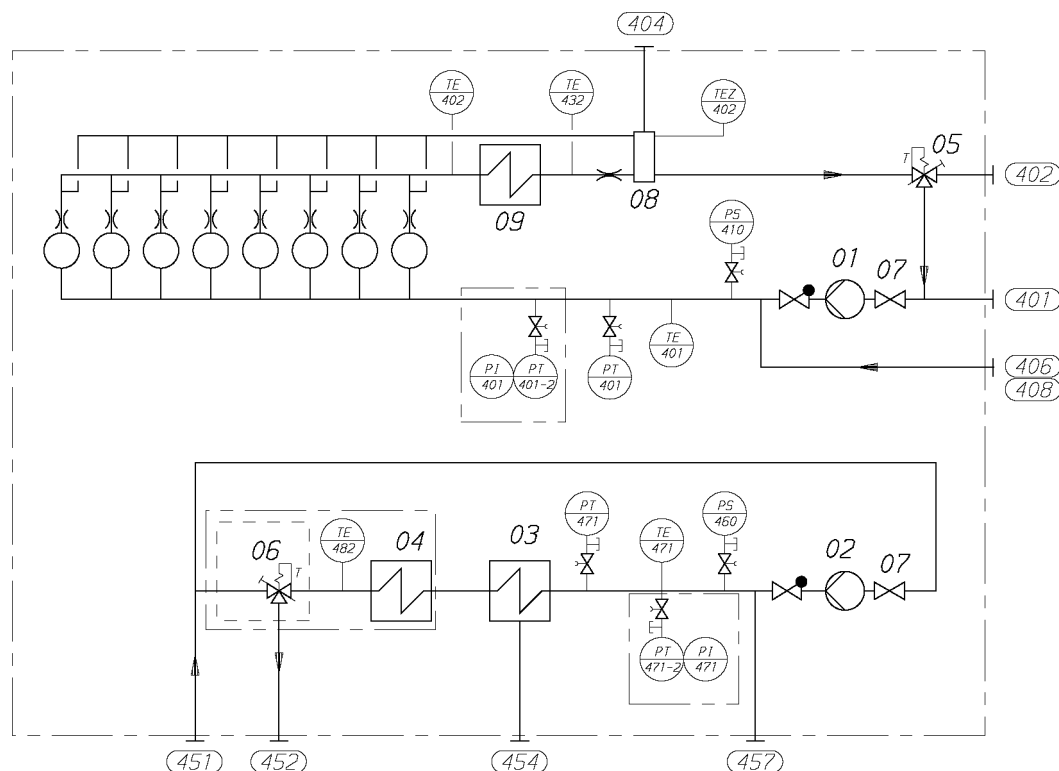 404
TE 402
TE 432
TEZ 402
05
T
402
09
08
PS 410
01
07
401
TE 401
PI 401
PT 401-2
PT 401
406
408
PT 471
PS 460
TE 482
TE 471
06
T
04
03
02
07
PT 471-2
PI 471
451
452
454
457